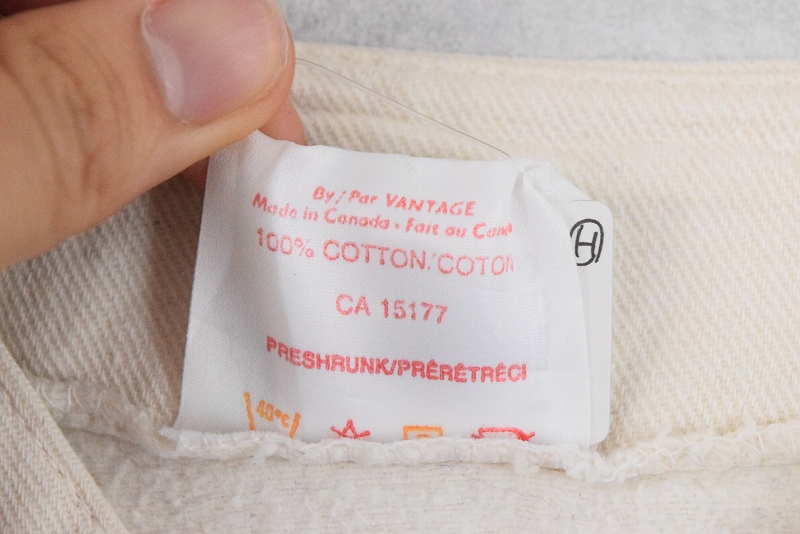 By / Par VANTAGE
Made in Canada • Fait au Cana
100% COTTON/COTON
CA 15177
PRESHRUNK/PRÉRÉTRÉCI
40°C
H